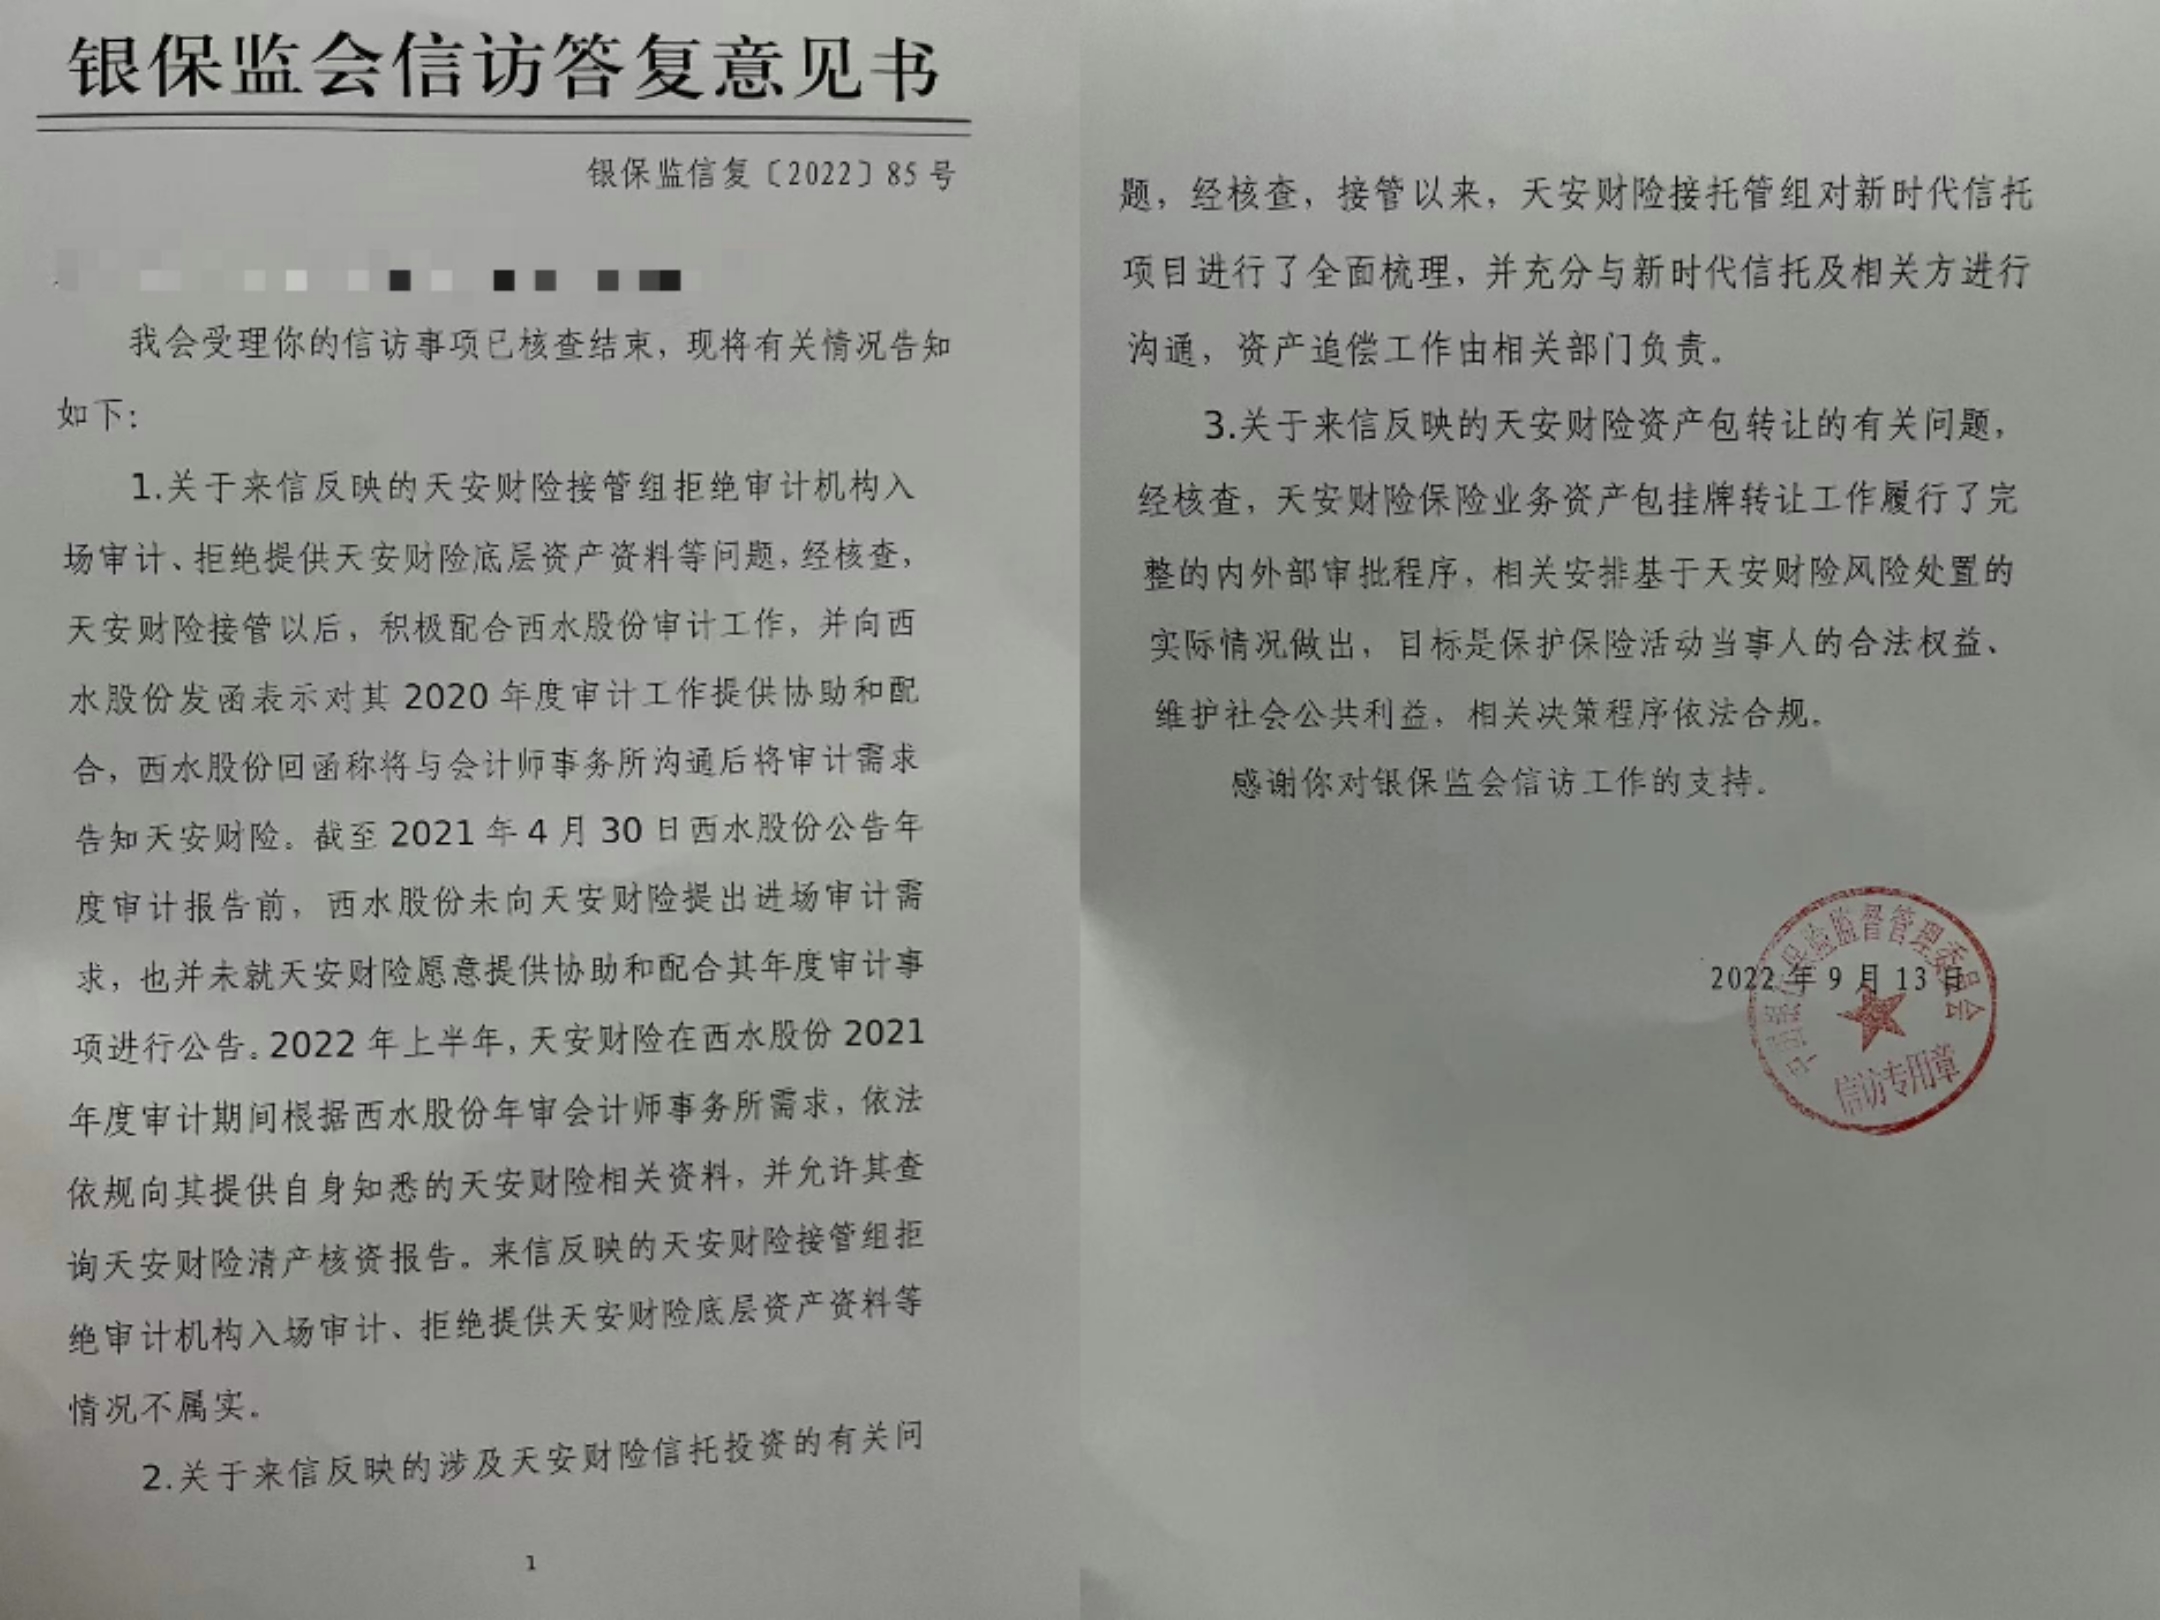 银保监会信访答复意见书
银保监信复〔2022〕85号
我会受理你的信访事项已核查结束，现将有关情况告知
如下：
1.关于来信反映的天安财险接管组拒绝审计机构入
场审计、拒绝提供天安财险底层资产资料等问题，经核查，
天安财险接管以后，积极配合西水股份审计工作，并向西
水股份发函表示对其 2020 年度审计工作提供协助和配
合，西水股份回函称将与会计师事务所沟通后将审计需求
告知天安财险。截至 2021 年 4 月 30 日西水股份公告年
度审计报告前，西水股份未向天安财险提出进场审计需
求，也并未就天安财险愿意提供协助和配合其年度审计事
项进行公告。2022 年上半年，天安财险在西水股份 2021
年度审计期间根据西水股份年审会计师事务所需求，依法
依规向其提供自身知悉的天安财险相关资料，并允许其查
询天安财险清产核资报告。来信反映的天安财险接管组拒
绝审计机构入场审计、拒绝提供天安财险底层资产资料等
情况不属实。
2.关于来信反映的涉及天安财险信托投资的有关问
1
题，经核查，接管以来，天安财险接托管组对新时代信托
项目进行了全面梳理，并充分与新时代信托及相关方进行
沟通，资产追偿工作由相关部门负责。
3.关于来信反映的天安财险资产包转让的有关问题，
经核查，天安财险保险业务资产包挂牌转让工作履行了完
整的内外部审批程序，相关安排基于天安财险风险处置的
实际情况做出，目标是保护保险活动当事人的合法权益、
维护社会公共利益，相关决策程序依法合规。
感谢你对银保监会信访工作的支持。
中国银行保险监督管理委员会
2022 年 9 月 13 日
信访专用章